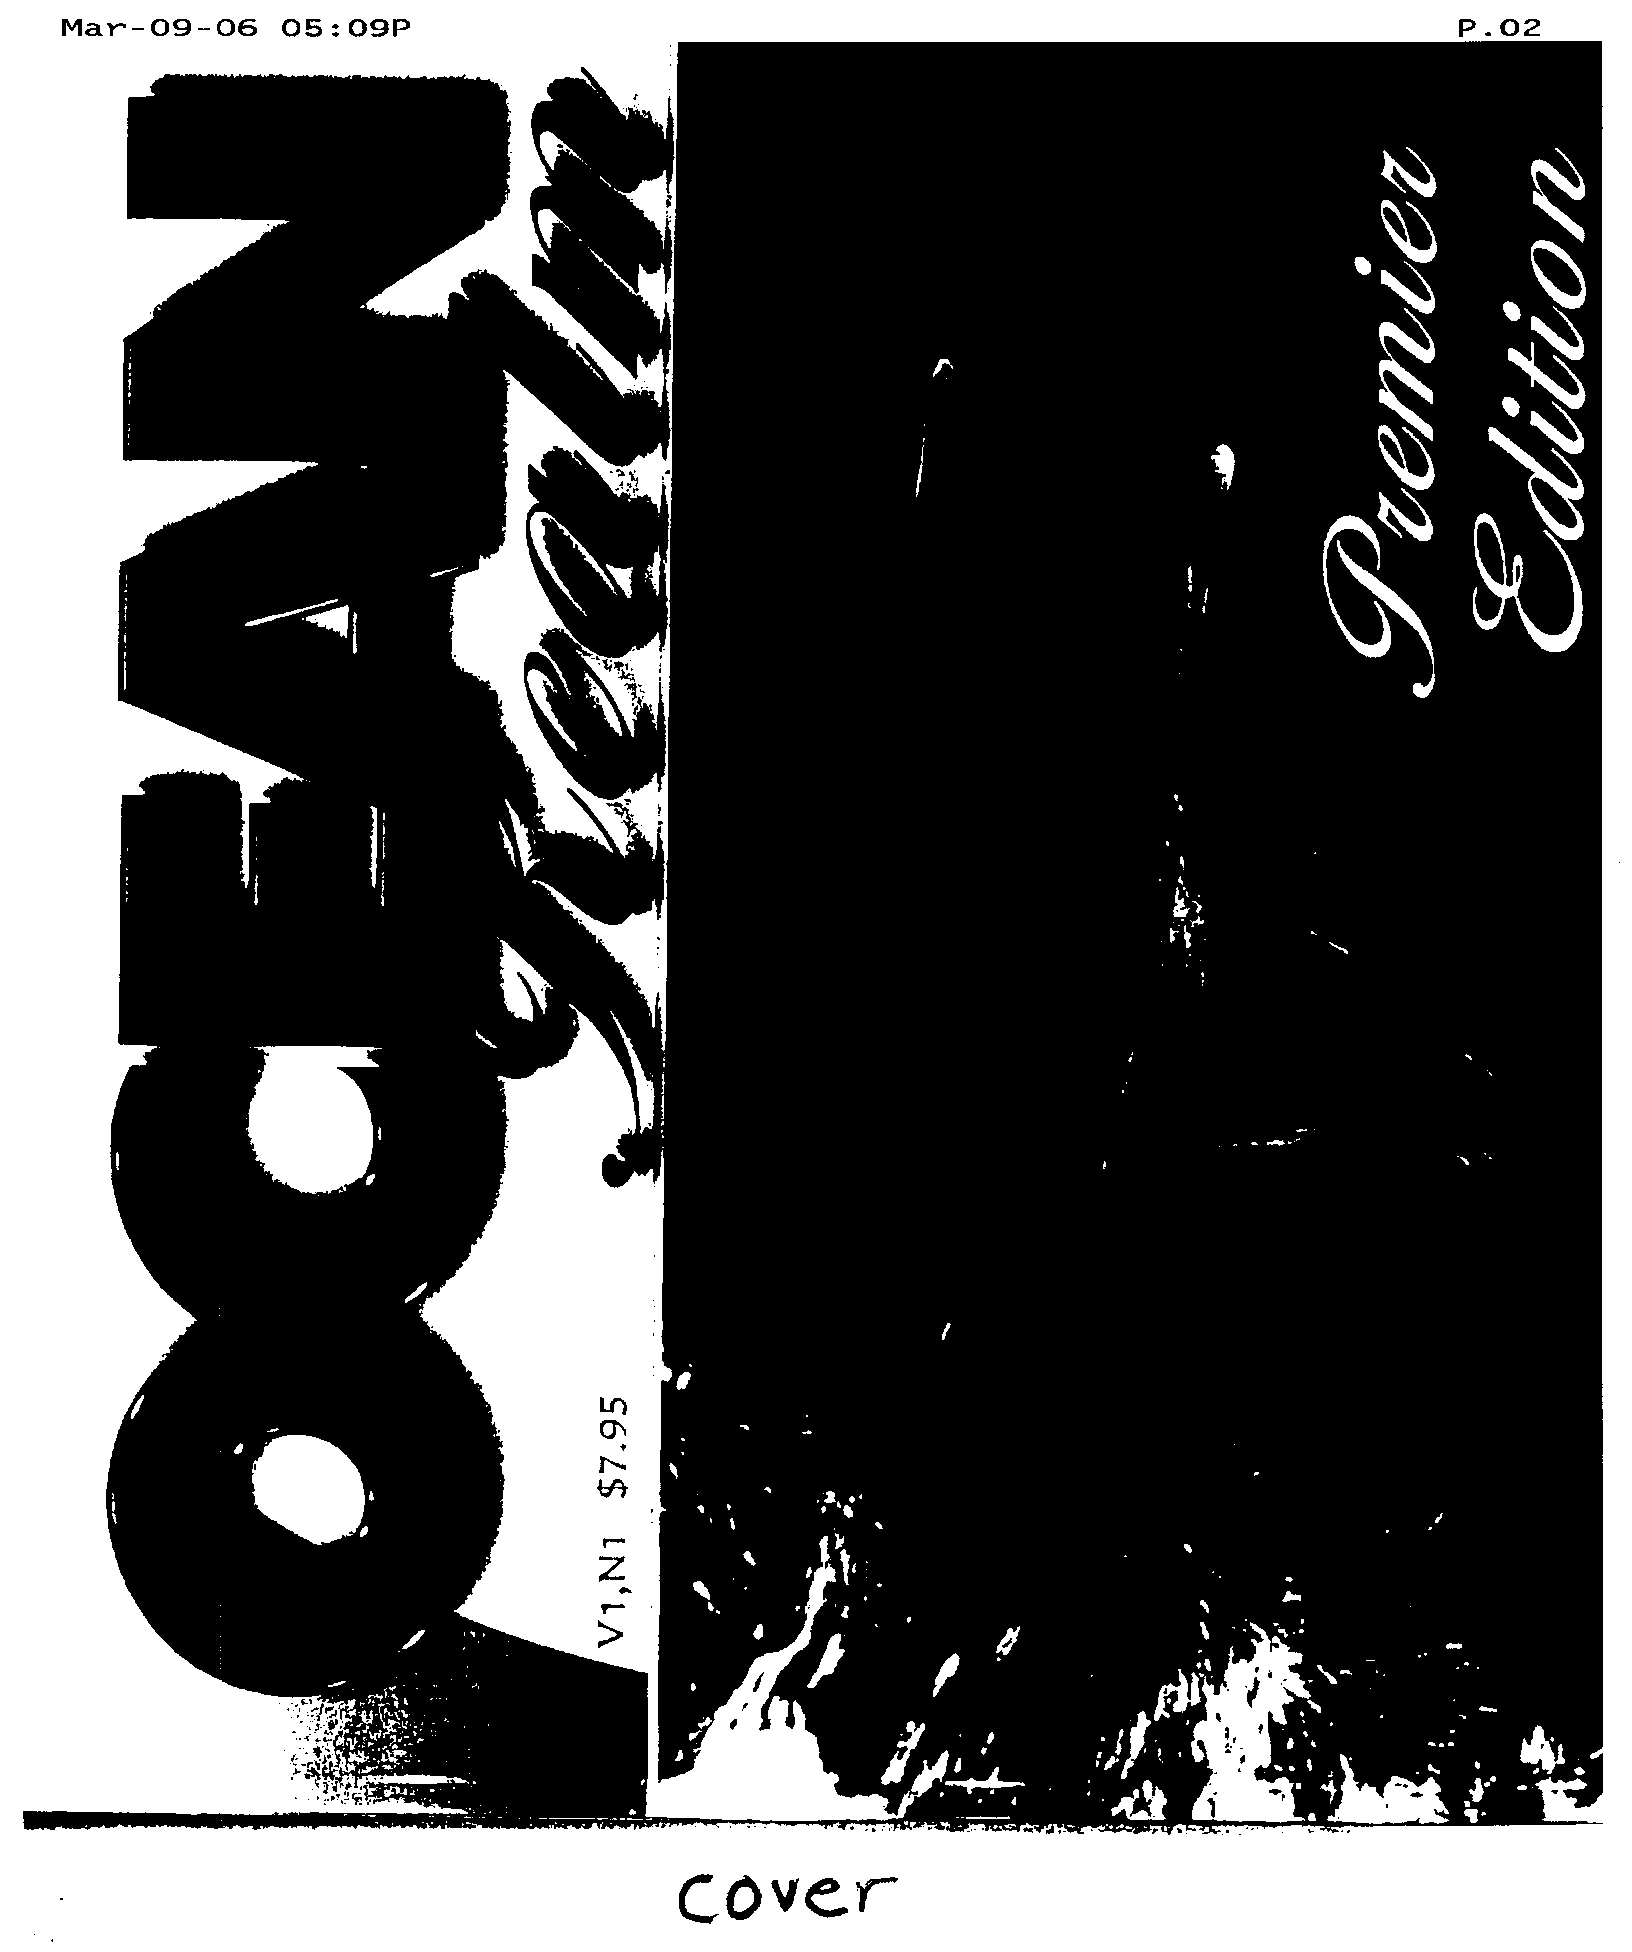 Mar-09-06 05:09P P.02
OCEAN
Realm
V1,N1 $7.95
Premier
Edition
cover